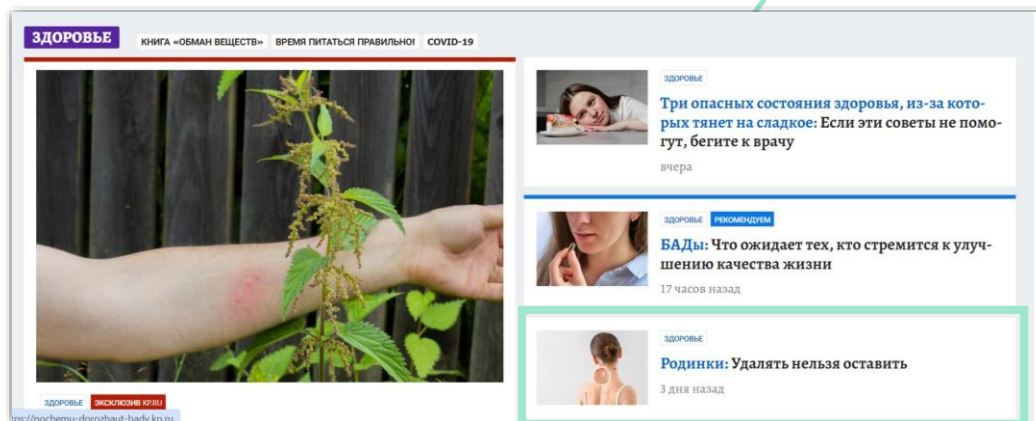 ЗДОРОВЬЕ
КНИГА «ОБМАН ВЕЩЕСТВ» ВРЕМЯ ПИТАТЬСЯ ПРАВИЛЬНО! COVID-19
ЗДОРОВЬЕ
Три опасных состояния здоровья, из-за кото-
рых тянет на сладкое: Если эти советы не помо-
гут, бегите к врачу
вчера
ЗДОРОВЬЕ РЕКОМЕНДУЕМ
БАДы: Что ожидает тех, кто стремится к улуч-
шению качества жизни
17 часов назад
ЗДОРОВЬЕ
Родинки: Удалять нельзя оставить
3 дня назад
ЗДОРОВЬЕ ЭКСКЛЮЗИВ KP.RU
tps://pochemu-dorozhaut-bady.kp.ru